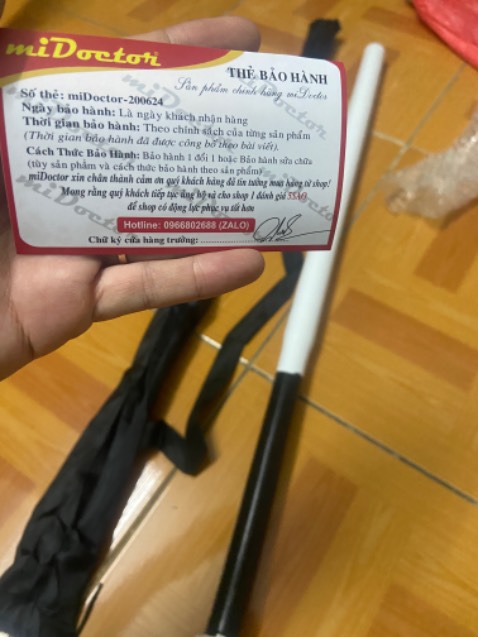 miDoctor
THẺ BẢO HÀNH
Sản phẩm chính hãng miDoctor
Số thẻ: miDoctor-200624
Ngày bảo hành: Là ngày khách nhận hàng
Thời gian bảo hành: Theo chính sách của từng sản phẩm
(Thời gian bảo hành đã được công bố theo bài viết).
Cách Thức Bảo Hành: Bảo hành 1 đổi 1 hoặc Bảo hành sửa chữa
(tùy sản phẩm và cách thức bảo hành theo sản phẩm)
miDoctor xin chân thành cảm ơn quý khách hàng đã tin tưởng mua hàng từ shop!
Mong rằng quý khách tiếp tục ủng hộ và cho shop 1 đánh giá 5SAO
để shop có động lực phục vụ tốt hơn
Hotline: 0966802688 (ZALO)
Chữ ký cửa hàng trưởng: